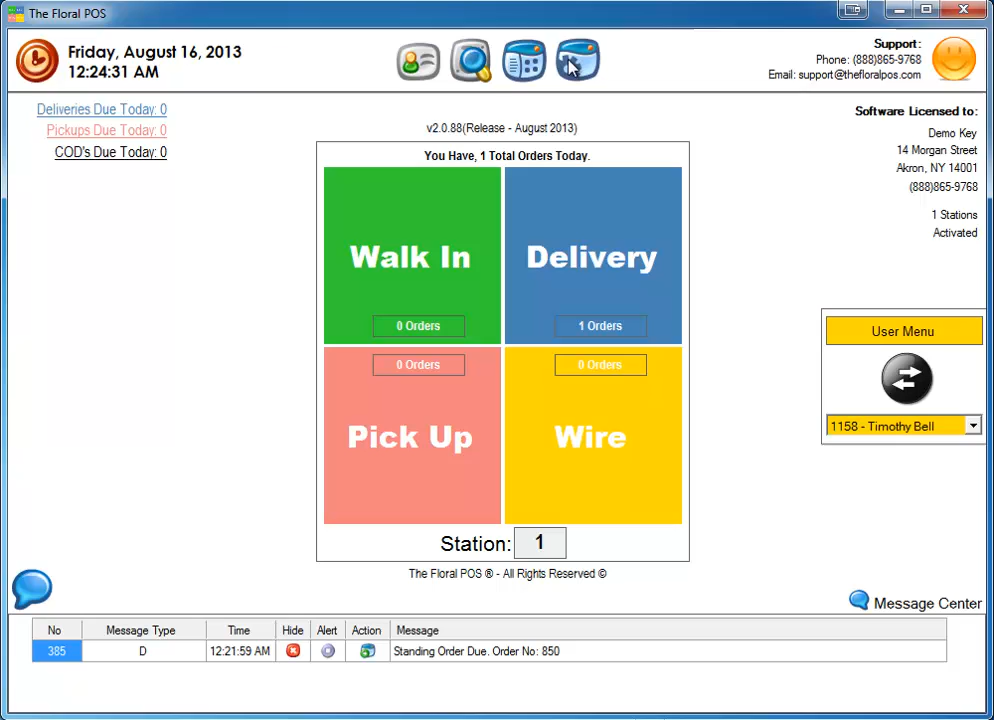 The Floral POS
Friday, August 16, 2013
12:24:31 AM
Support:
Phone: (888)865-9768
Email: support@thefloralpos.com
Deliveries Due Today: 0
Pickups Due Today: 0
COD's Due Today: 0
Software Licensed to:
Demo Key
14 Morgan Street
Akron, NY 14001
(888)865-9768
1 Stations
Activated
v2.0.88(Release - August 2013)
You Have, 1 Total Orders Today.
Walk In
0 Orders
Delivery
1 Orders
0 Orders
Pick Up
0 Orders
Wire
Station: 1
The Floral POS ® - All Rights Reserved ©
User Menu
1158 - Timothy Bell
Message Center
No Message Type Time Hide Alert Action Message
385 D 12:21:59 AM Standing Order Due. Order No: 850